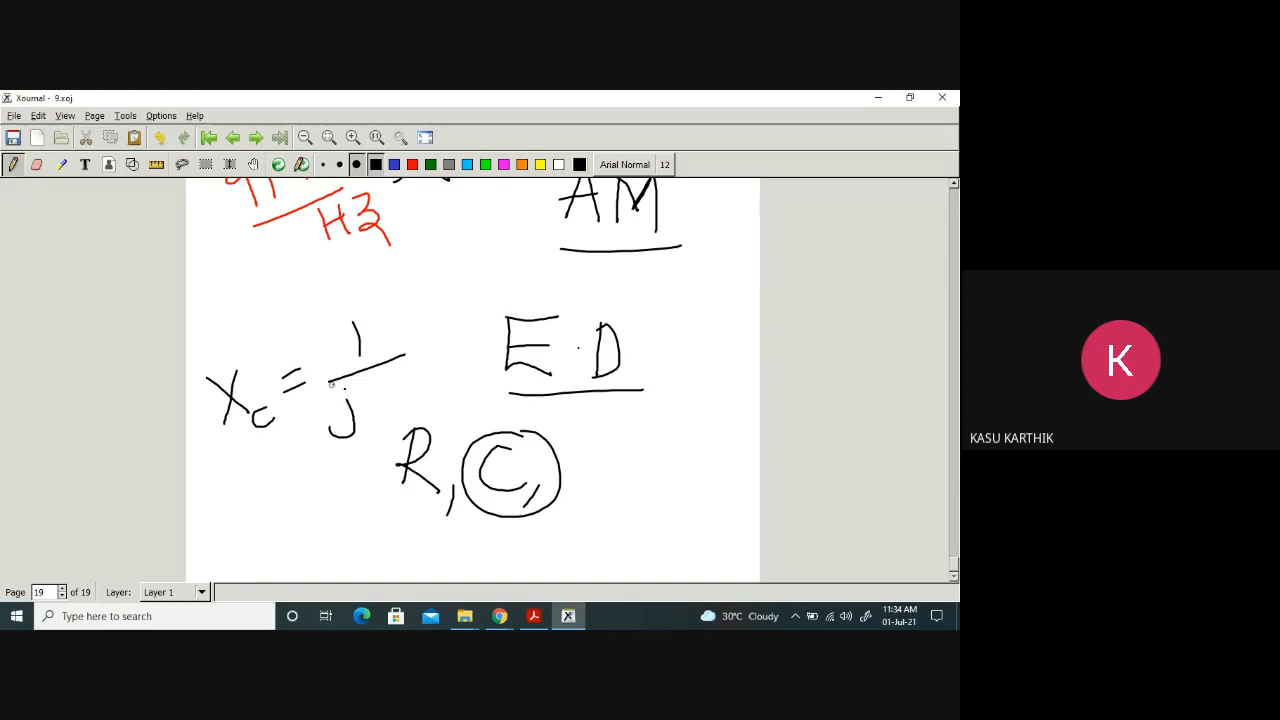 Xournal - 9.xoj
File Edit View Page Tools Options Help
Arial Normal 12
H3
AM
Xc = 1/j
E.D
R, C,
KASU KARTHIK
K
Page 19 of 19 Layer: Layer 1
Type here to search
30°C Cloudy
11:34 AM
01-Jul-21